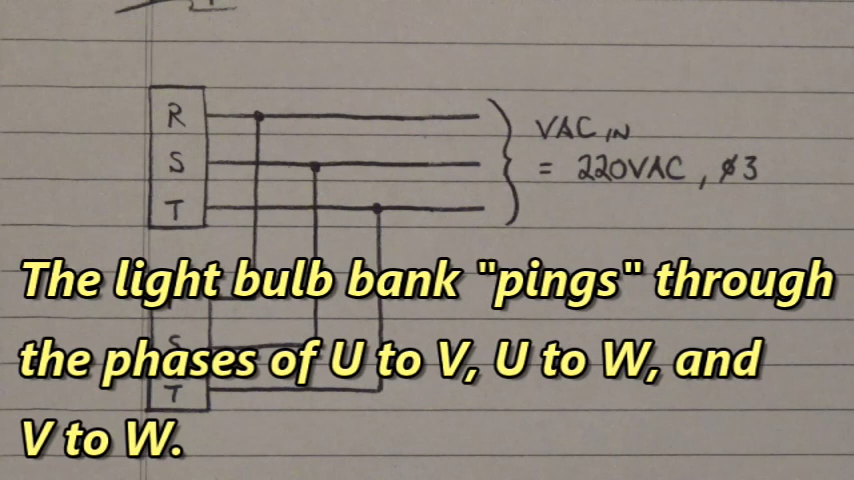 R
VAC IN
S
= 220VAC, ø3
T
The light bulb bank "pings" through
S
the phases of U to V, U to W, and
T
V to W.